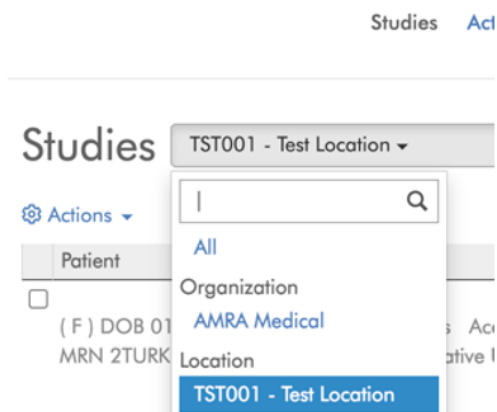 Studies
Studies TST001 - Test Location
Actions
All
Patient
Organization
( F ) DOB 01
AMRA Medical
MRN 2TURK
Location
TST001 - Test Location